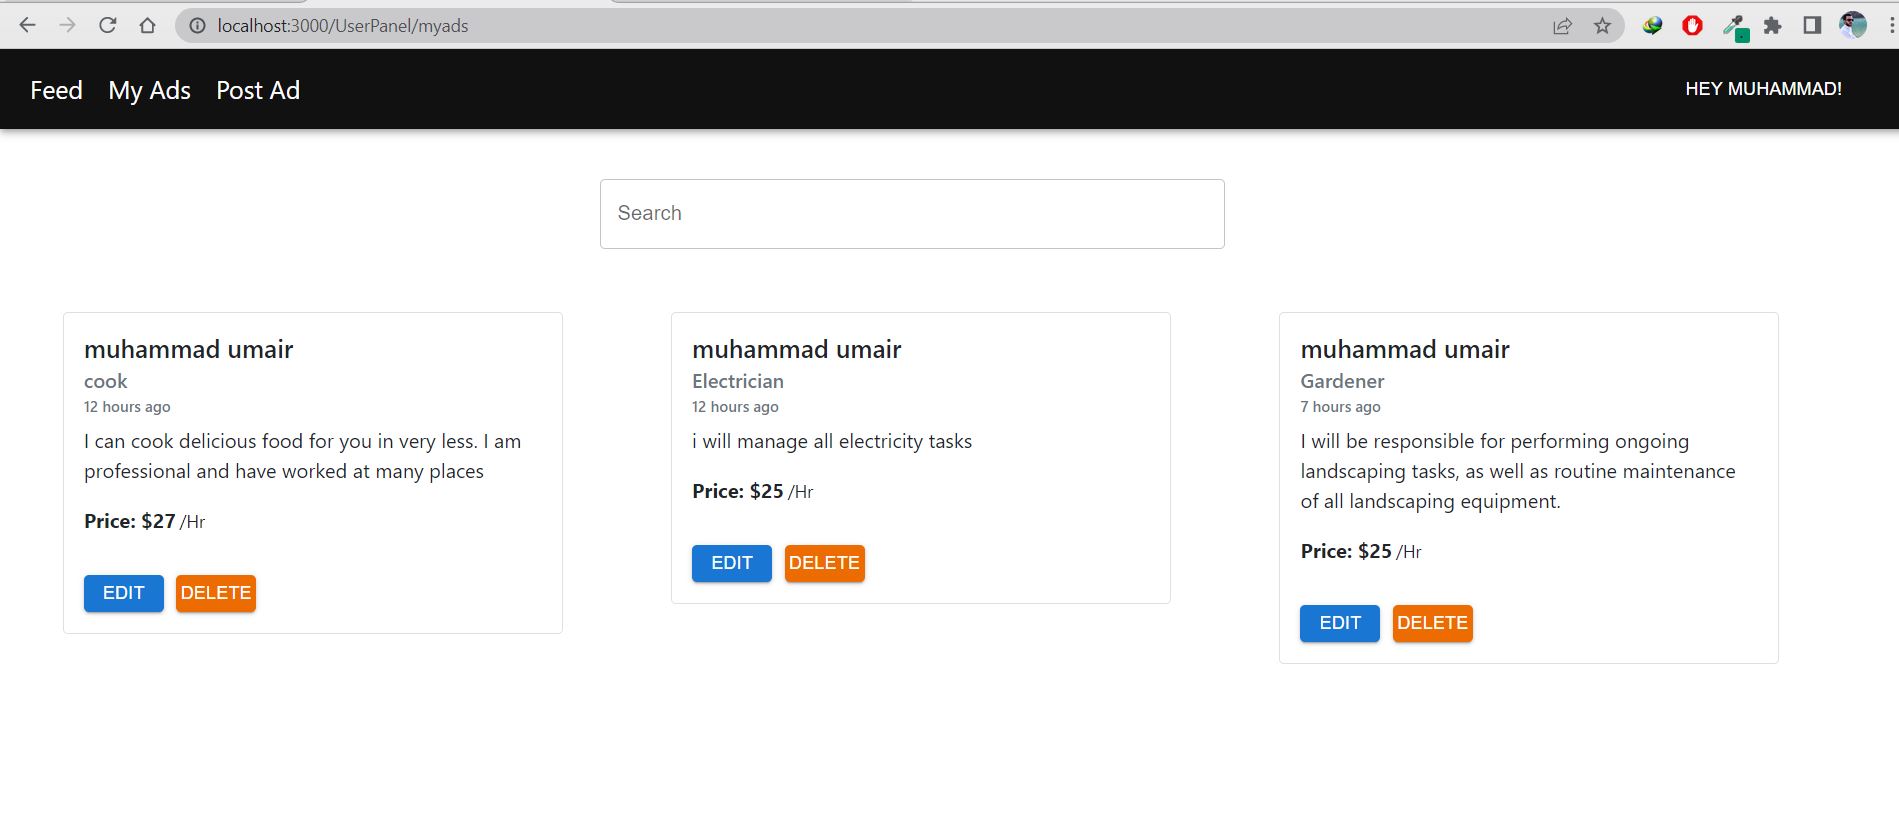 localhost:3000/UserPanel/myads
Feed My Ads Post Ad HEY MUHAMMAD!
Search
muhammad umair
cook
12 hours ago
I can cook delicious food for you in very less. I am
professional and have worked at many places
Price: $27 /Hr
EDIT DELETE
muhammad umair
Electrician
12 hours ago
i will manage all electricity tasks
Price: $25 /Hr
EDIT DELETE
muhammad umair
Gardener
7 hours ago
I will be responsible for performing ongoing
landscaping tasks, as well as routine maintenance
of all landscaping equipment.
Price: $25 /Hr
EDIT DELETE